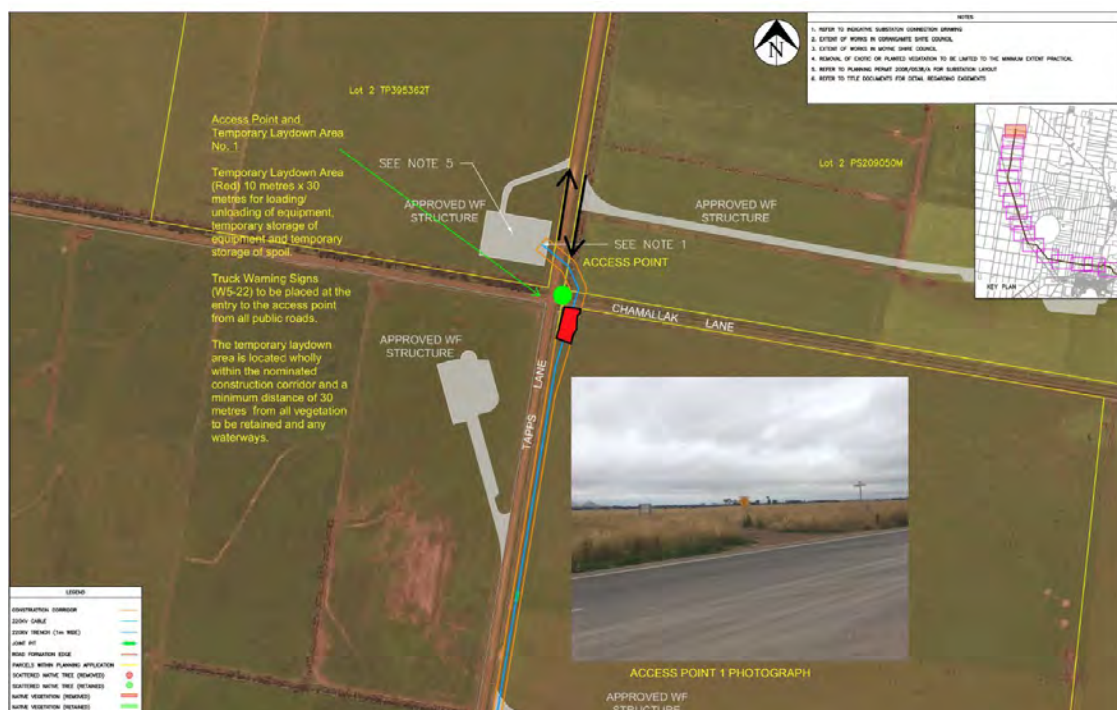 NOTES
1. REFER TO INDICATIVE SUBSTATION CONNECTION DRAWING
2. EXTENT OF WORKS IN CORANGAMITE SHIRE COUNCIL
3. EXTENT OF WORKS IN MOYNE SHIRE COUNCIL
4. REMOVAL OF EXOTIC OR PLANTED VEGETATION TO BE LIMITED TO THE MINIMUM EXTENT PRACTICAL
5. REFER TO PLANNING PERMIT FOR SUBSTATION LAYOUT
6. REFER TO TITLE DOCUMENTS FOR DETAIL REGARDING EASEMENTS
N
Lot 2 TP395362T
Access Point and
Temporary Laydown Area
No. 1
SEE NOTE 5
Lot 2 PS209050M
Temporary Laydown Area
(Red) 10 metres x 30
metres for loading/
unloading of equipment,
temporary storage of
equipment and temporary
storage of spoil.
APPROVED WF
STRUCTURE
APPROVED WF
STRUCTURE
SEE NOTE 1
ACCESS POINT
KEY PLAN
Truck Warning Signs
(W5-22) to be placed at the
entry to the access point
from all public roads.
CHAMALLAK LANE
APPROVED WF
STRUCTURE
TAPPS LANE
The temporary laydown
area is located wholly
within the nominated
construction corridor and a
minimum distance of 30
metres from all vegetation
to be retained and any
waterways.
LEGEND
CONSTRUCTION CORRIDOR
220KV CABLE
220KV TRENCH (1m WIDE)
JOINT PIT
ROAD FORMATION EDGE
PARCELS WITHIN PLANNING APPLICATION
SCATTERED NATIVE TREE (REMOVED)
SCATTERED NATIVE TREE (RETAINED)
NATIVE VEGETATION (REMOVED)
NATIVE VEGETATION (RETAINED)
ACCESS POINT 1 PHOTOGRAPH
APPROVED WF
STRUCTURE